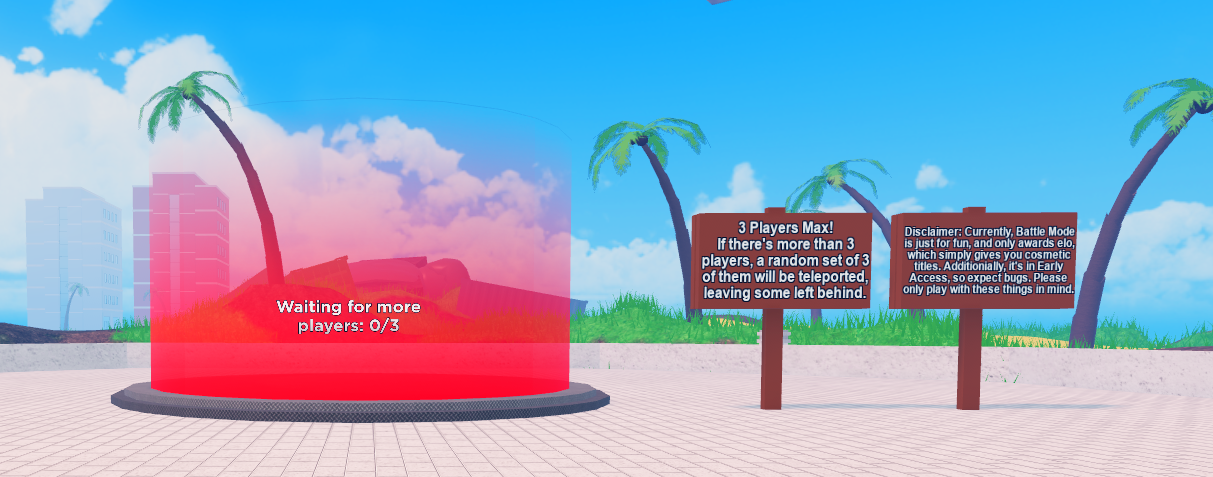 Waiting for more
players: 0/3
3 Players Max!
If there's more than 3
players, a random set of 3
of them will be teleported,
leaving some left behind.
Disclaimer: Currently, Battle Mode
is just for fun, and only awards elo,
which simply gives you cosmetic
titles. Additionially, it's in Early
Access, so expect bugs. Please
only play with these things in mind.